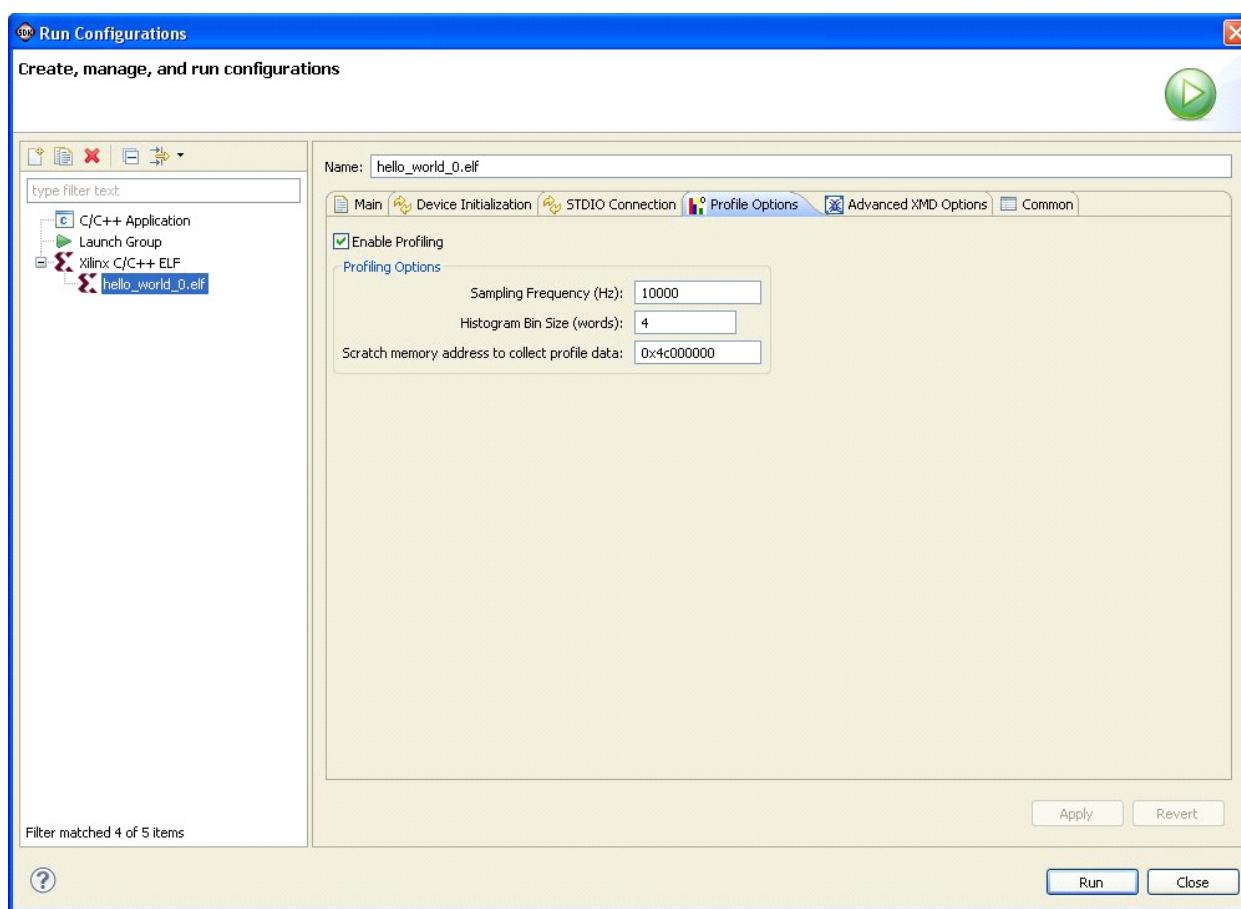 SDK Run Configurations
Create, manage, and run configurations
type filter text
C/C++ Application
Launch Group
Xilinx C/C++ ELF
hello_world_0.elf
Filter matched 4 of 5 items
Name: hello_world_0.elf
Main Device Initialization STDIO Connection Profile Options Advanced XMD Options Common
Enable Profiling
Profiling Options
Sampling Frequency (Hz): 10000
Histogram Bin Size (words): 4
Scratch memory address to collect profile data: 0x4c000000
Apply Revert
? Run Close